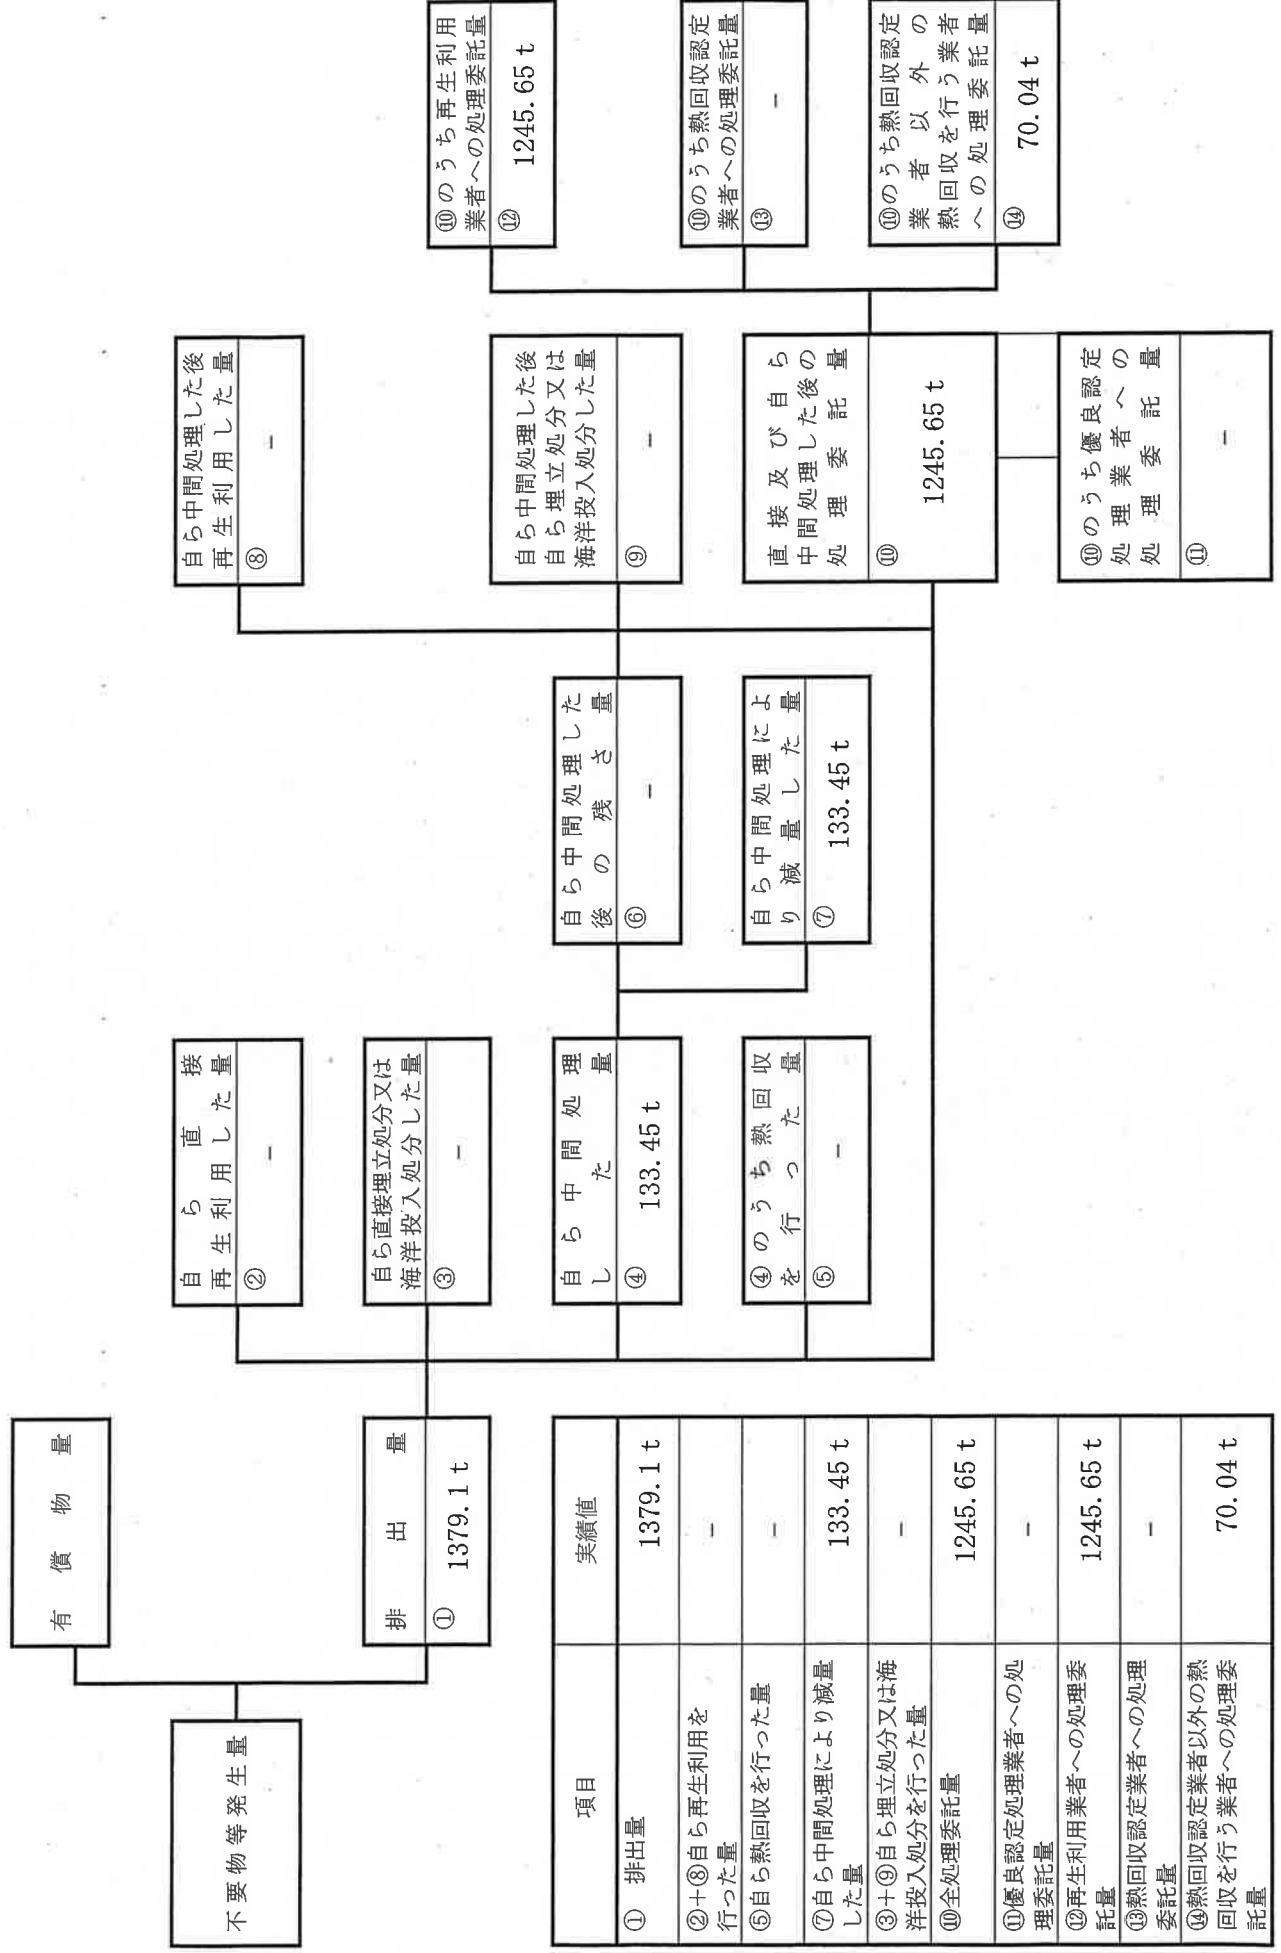 不要物等発生量
有償物量
排出量
①
1379.1 t
自ら直接
再生利用した量
②
-
自ら直接埋立処分又は
海洋投入処分した量
③
-
自ら中間処理
した量
④
133.45 t
④のうち熱回収
を行った量
⑤
-
自ら中間処理した
後の残さ量
⑥
-
自ら中間処理によ
り減量した量
⑦
133.45 t
自ら中間処理した後
再生利用した量
⑧
-
自ら中間処理した後
自ら埋立処分又は
海洋投入処分した量
⑨
-
直接及び自ら
中間処理した後の
処理委託量
⑩
1245.65 t
⑩のうち優良認定
処理業者への
処理委託量
⑪
-
⑩のうち再生利用
業者への処理委託量
⑫
1245.65 t
⑩のうち熱回収認定
業者への処理委託量
⑬
-
⑩のうち熱回収認定
業者以外の
熱回収を行う業者
への処理委託量
⑭
70.04 t
項目 実績値
① 排出量 1379.1 t
②+⑧自ら再生利用を
行った量 -
⑤自ら熱回収を行った量 -
⑦自ら中間処理により減量
した量 133.45 t
③+⑨自ら埋立処分又は海
洋投入処分を行った量 -
⑩全処理委託量 1245.65 t
⑪優良認定処理業者への処
理委託量 -
⑫再生利用業者への処理委
託量 1245.65 t
⑬熱回収認定業者への処理
委託量 -
⑭熱回収認定業者以外の熱
回収を行う業者への処理委
託量 70.04 t